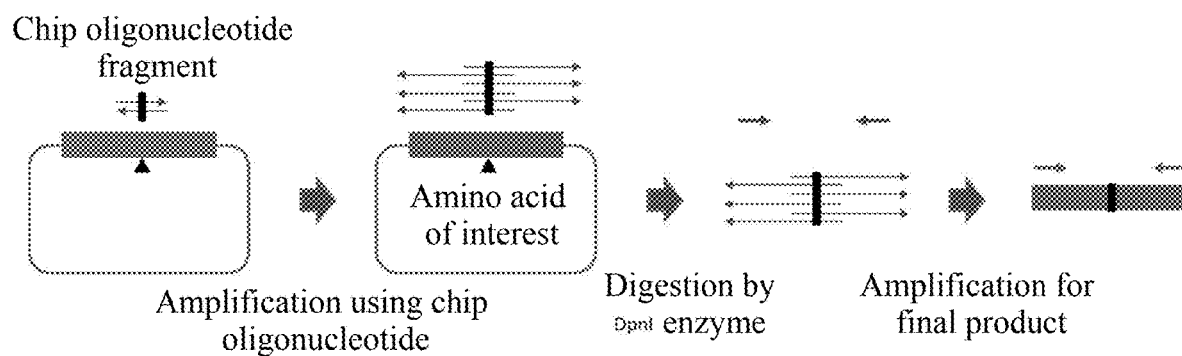 Chip oligonucleotide
fragment
Amino acid
of interest
Amplification using chip
oligonucleotide
Digestion by
DpnI enzyme
Amplification for
final product